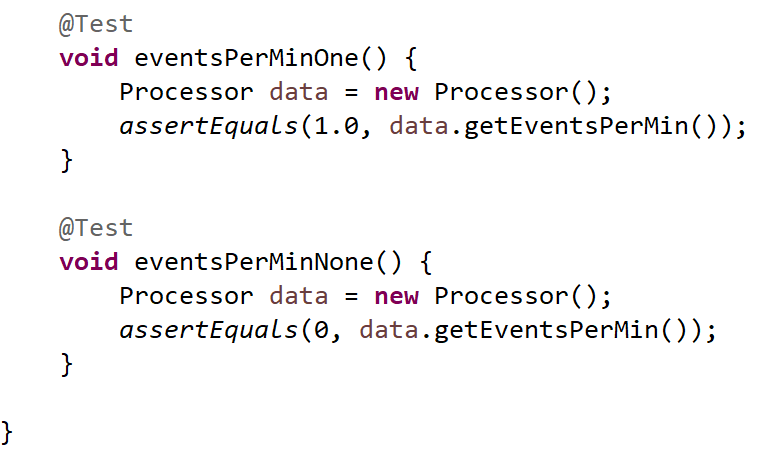 @Test
void eventsPerMinOne() {
Processor data = new Processor();
assertEquals(1.0, data.getEventsPerMin());
}
@Test
void eventsPerMinNone() {
Processor data = new Processor();
assertEquals(0, data.getEventsPerMin());
}
}